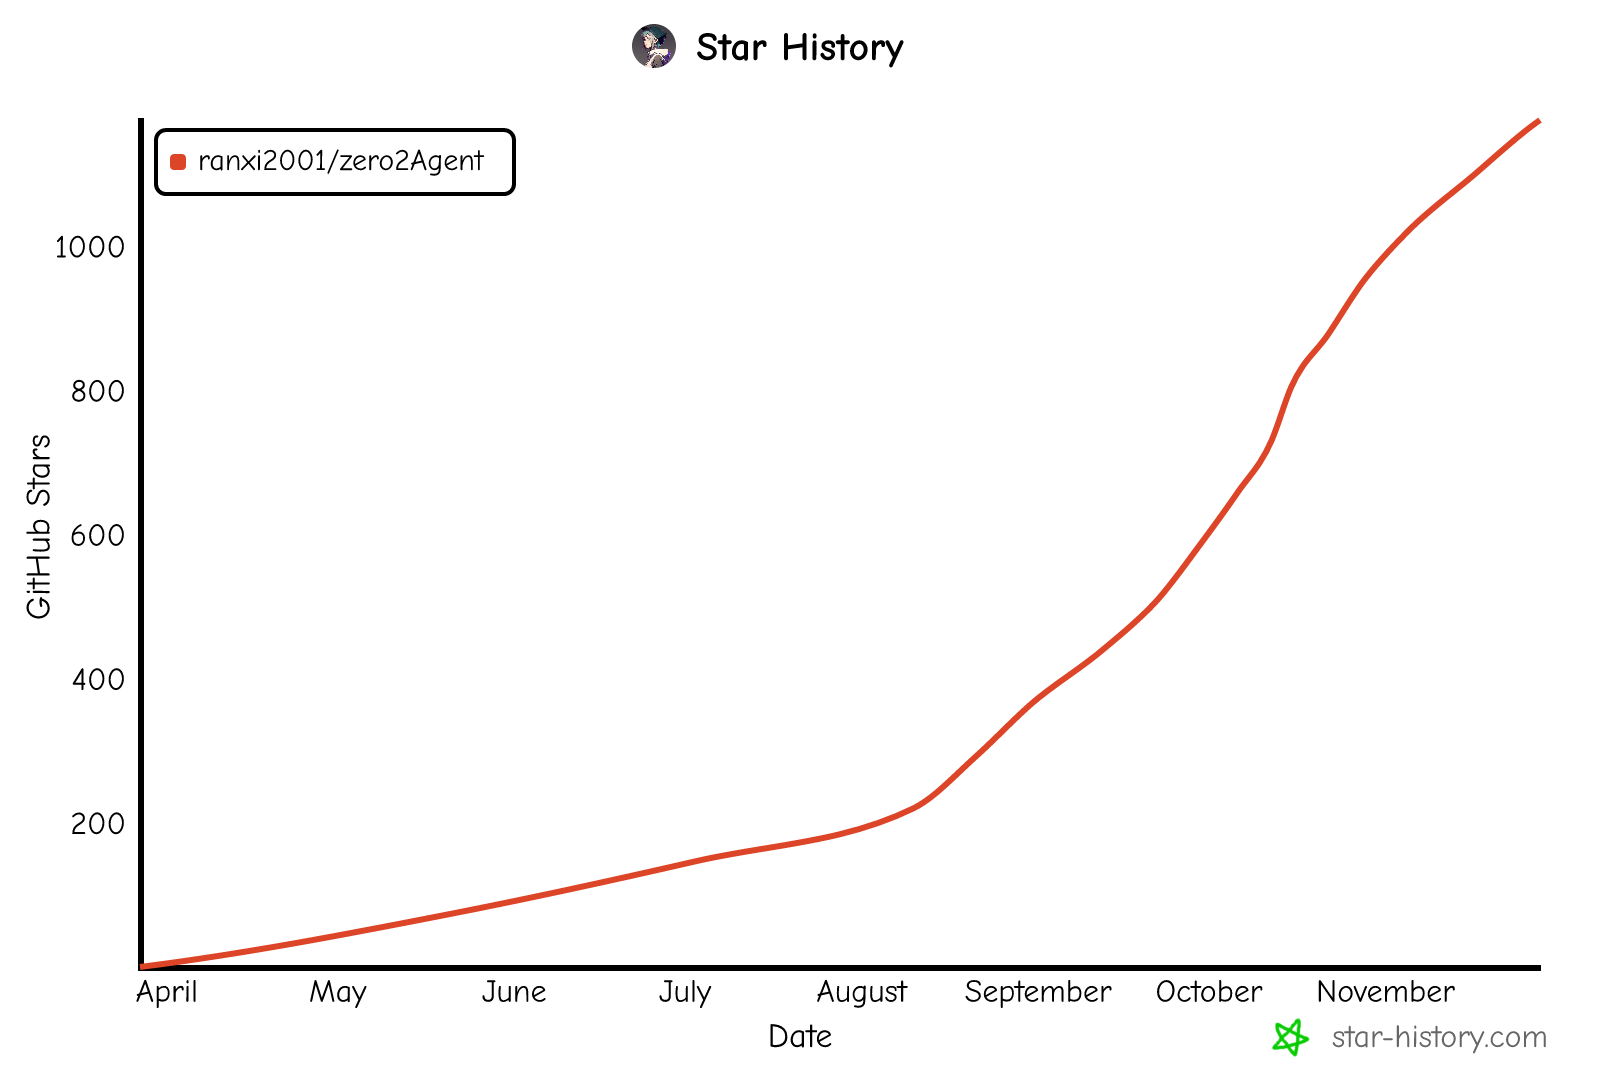 Star History
ranxi2001/zero2Agent
1000
800
600
400
200
GitHub Stars
April May June July August September October November
Date
star-history.com